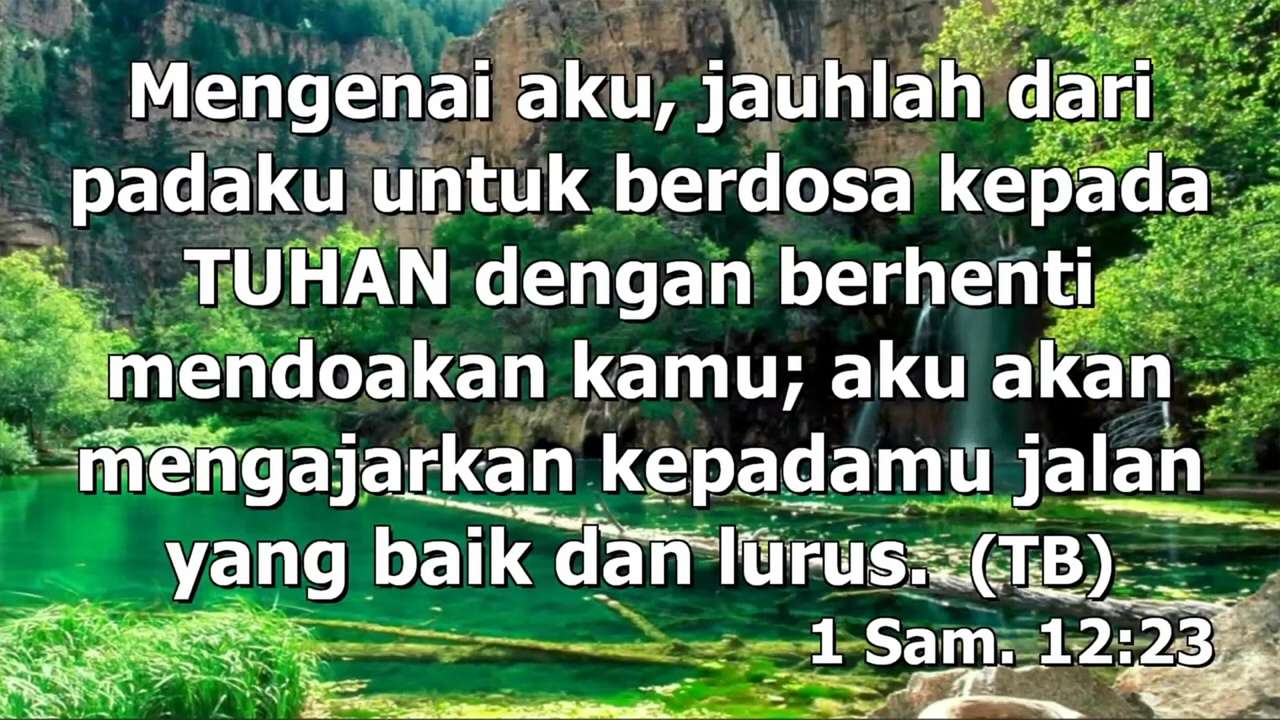 Mengenai aku, jauhlah dari
padaku untuk berdosa kepada
TUHAN dengan berhenti
mendoakan kamu; aku akan
mengajarkan kepadamu jalan
yang baik dan lurus. (TB)
1 Sam. 12:23